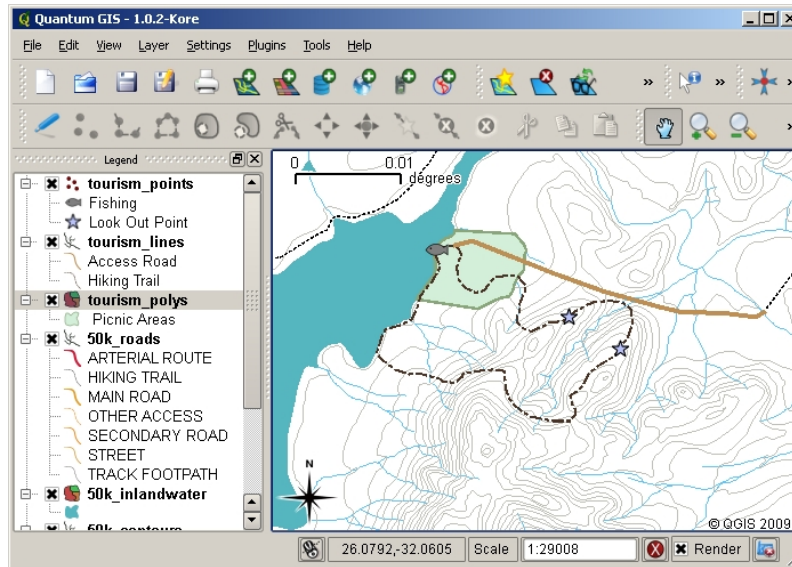 Quantum GIS - 1.0.2-Kore
File Edit View Layer Settings Plugins Tools Help
Legend
tourism_points
Fishing
Look Out Point
tourism_lines
Access Road
Hiking Trail
tourism_polys
Picnic Areas
50k_roads
ARTERIAL ROUTE
HIKING TRAIL
MAIN ROAD
OTHER ACCESS
SECONDARY ROAD
STREET
TRACK FOOTPATH
50k_inlandwater
50k_contours
0 0.01
degrees
N
© QGIS 2009
26.0792,-32.0605 Scale 1:29008 Render